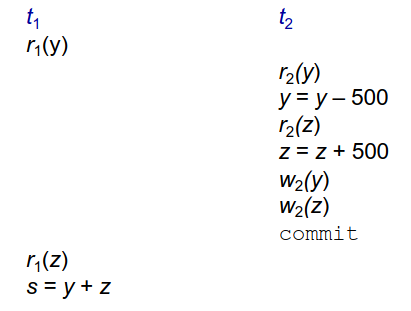 t₁ t₂
r₁(y)
r₂(y)
y = y – 500
r₂(z)
z = z + 500
w₂(y)
w₂(z)
commit
r₁(z)
s = y + z